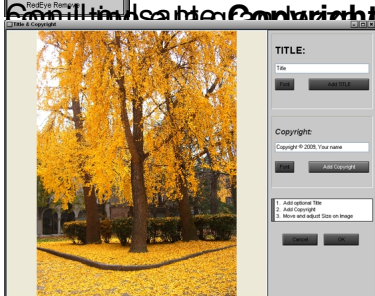 RedEye Remove
Title & Copyright
TITLE:
Title
Font
Add TITLE
Copyright:
Copyright © 2009, Your name
Font
Add Copyright
1. Add optional Title
2. Add Copyright
3. Move and adjust Size on Image
Cancel
OK